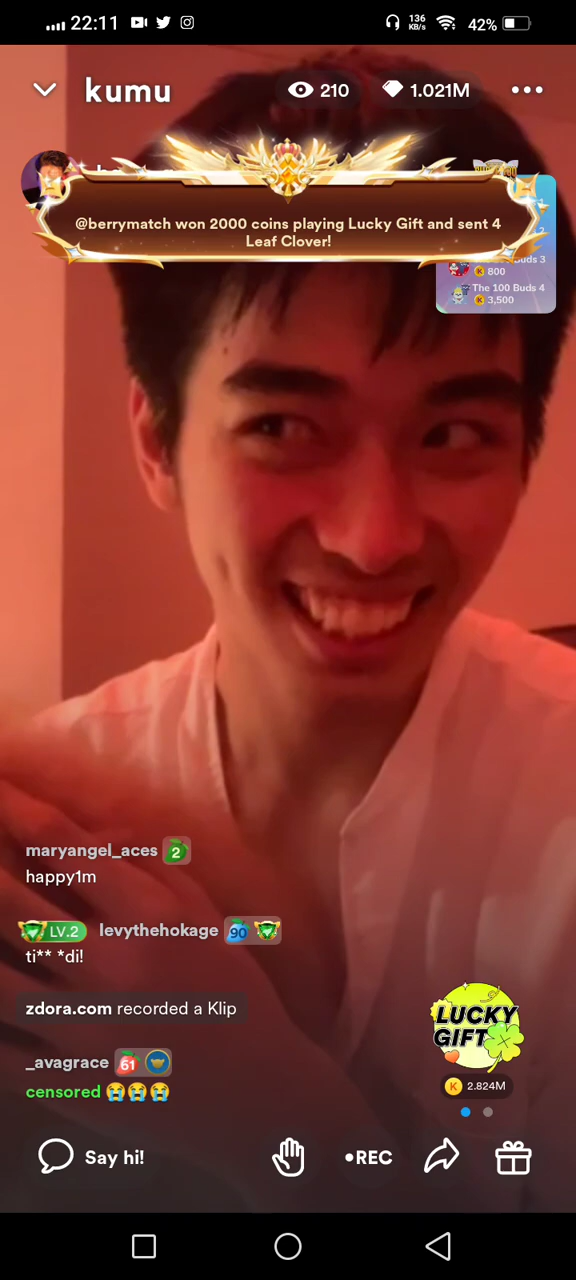 22:11
136
KB/s
42%
kumu
210
1.021M
@berrymatch won 2000 coins playing Lucky Gift and sent 4
Leaf Clover!
Buds 3
K 800
The 100 Buds 4
K 3,500
maryangel_aces 2
happy1m
LV.2 levythehokage 90
ti** *di!
zdora.com recorded a Klip
_avagrace 61
censored 😭😭😭
LUCKY
GIFT
K 2.824M
Say hi!
•REC